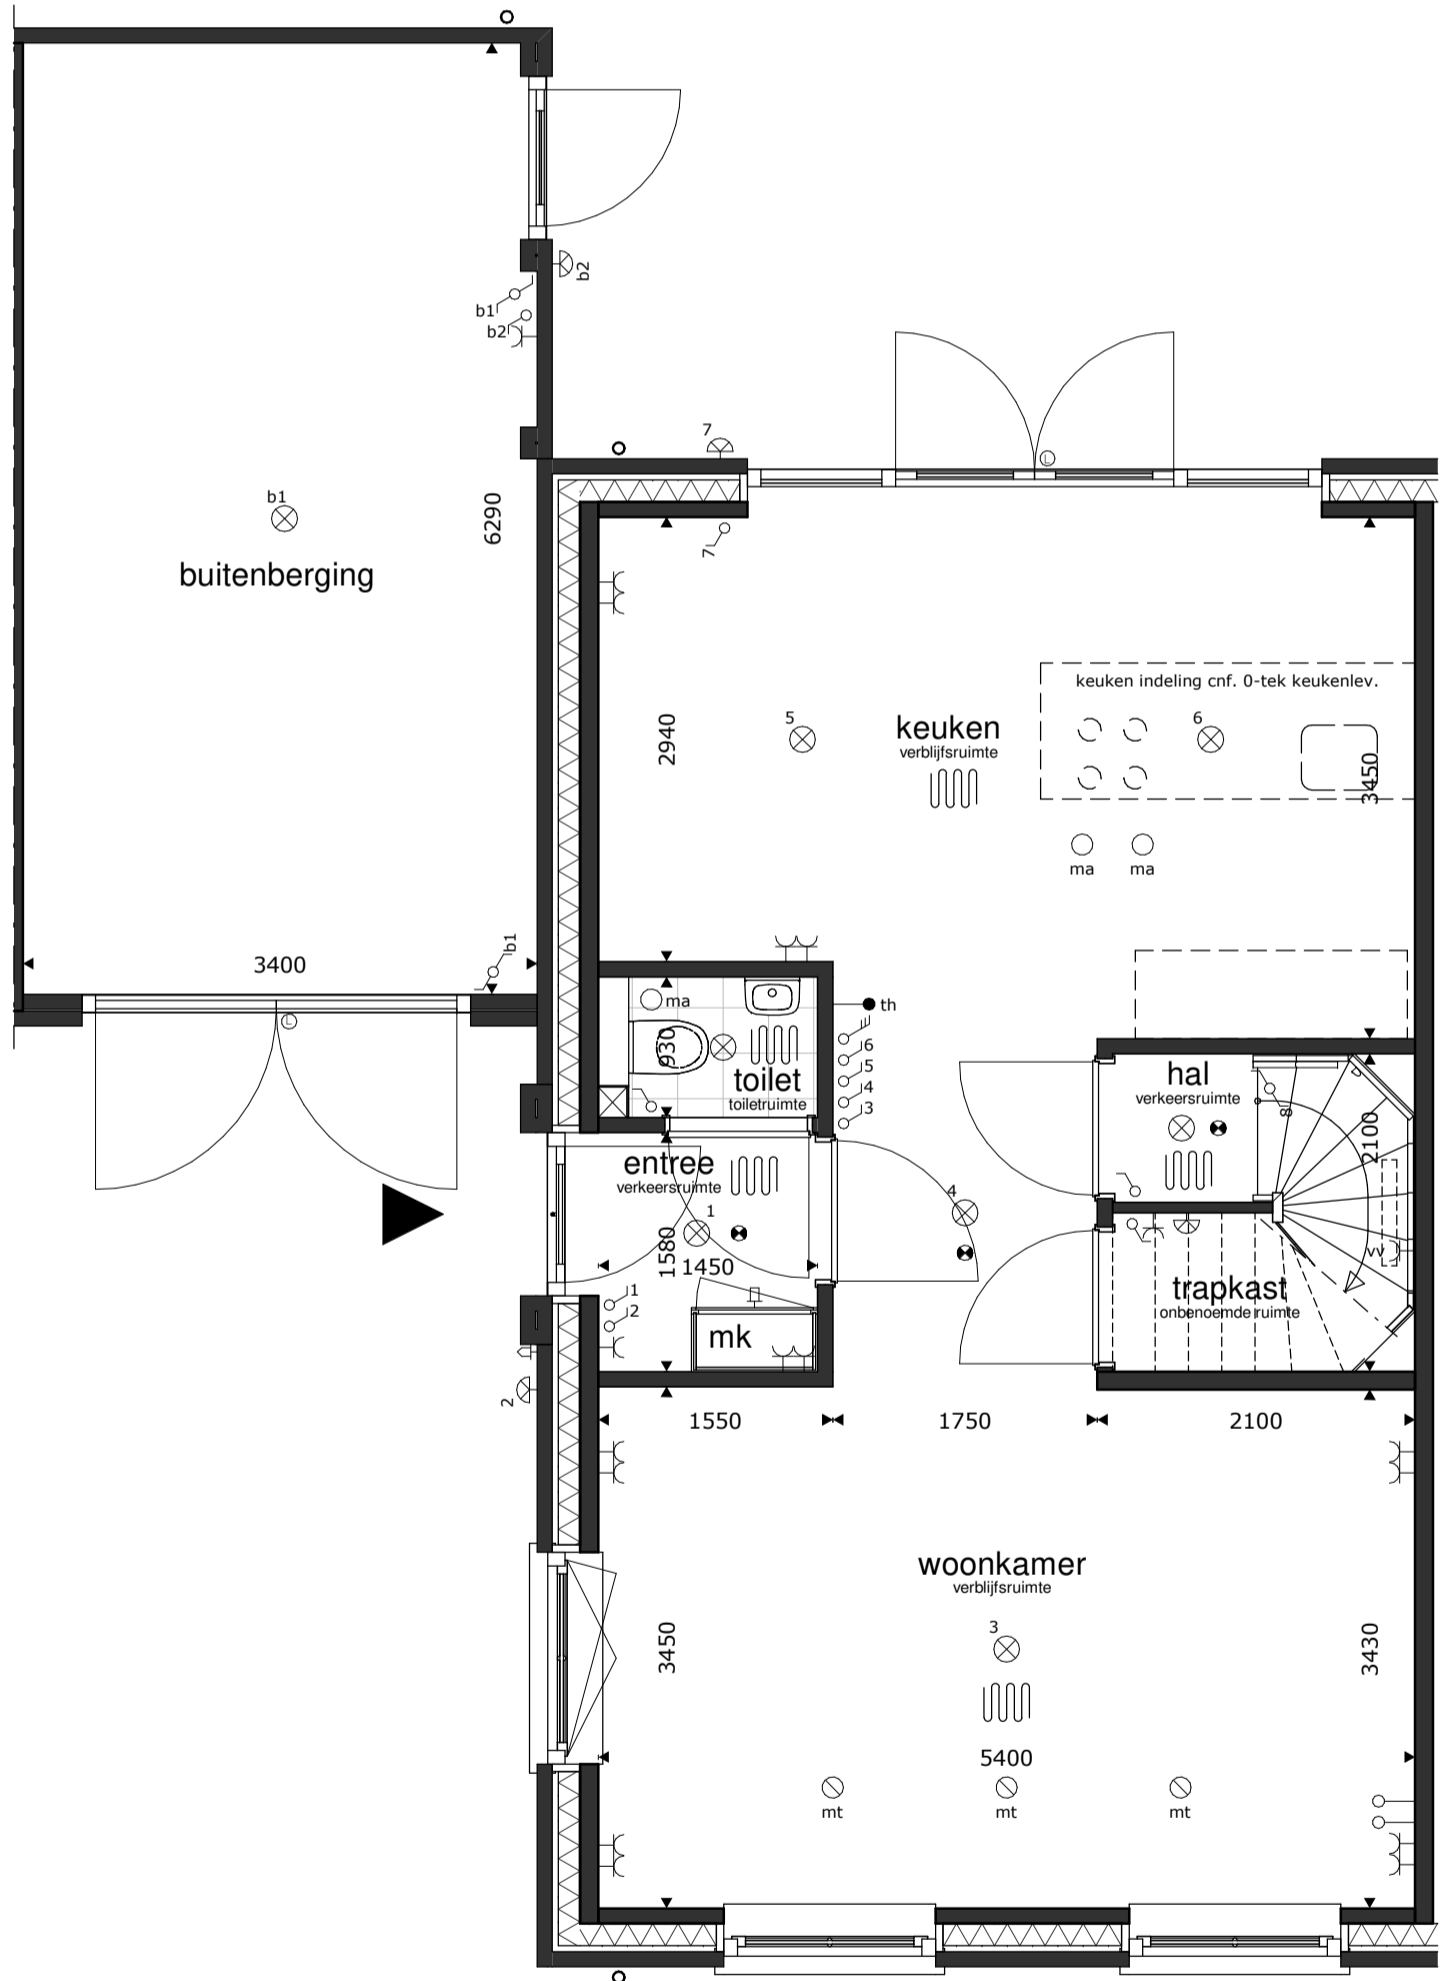 b2
b1
b2
7
b1
6290
buitenberging
7
keuken indeling cnf. 0-tek keukenlev.
5
keuken
verblijfsruimte
6
2940
3450
ma
ma
b1
3400
ma
th
930
toilet
toiletruimte
6
5
4
3
hal
verkeersruimte
8
2100
entree
verkeersruimte
1
4
1580
1450
vv
trapkast
onbenoemde ruimte
1
2
mk
2
1550
1750
2100
woonkamer
verblijfsruimte
3
3450
3430
5400
mt
mt
mt
L
L